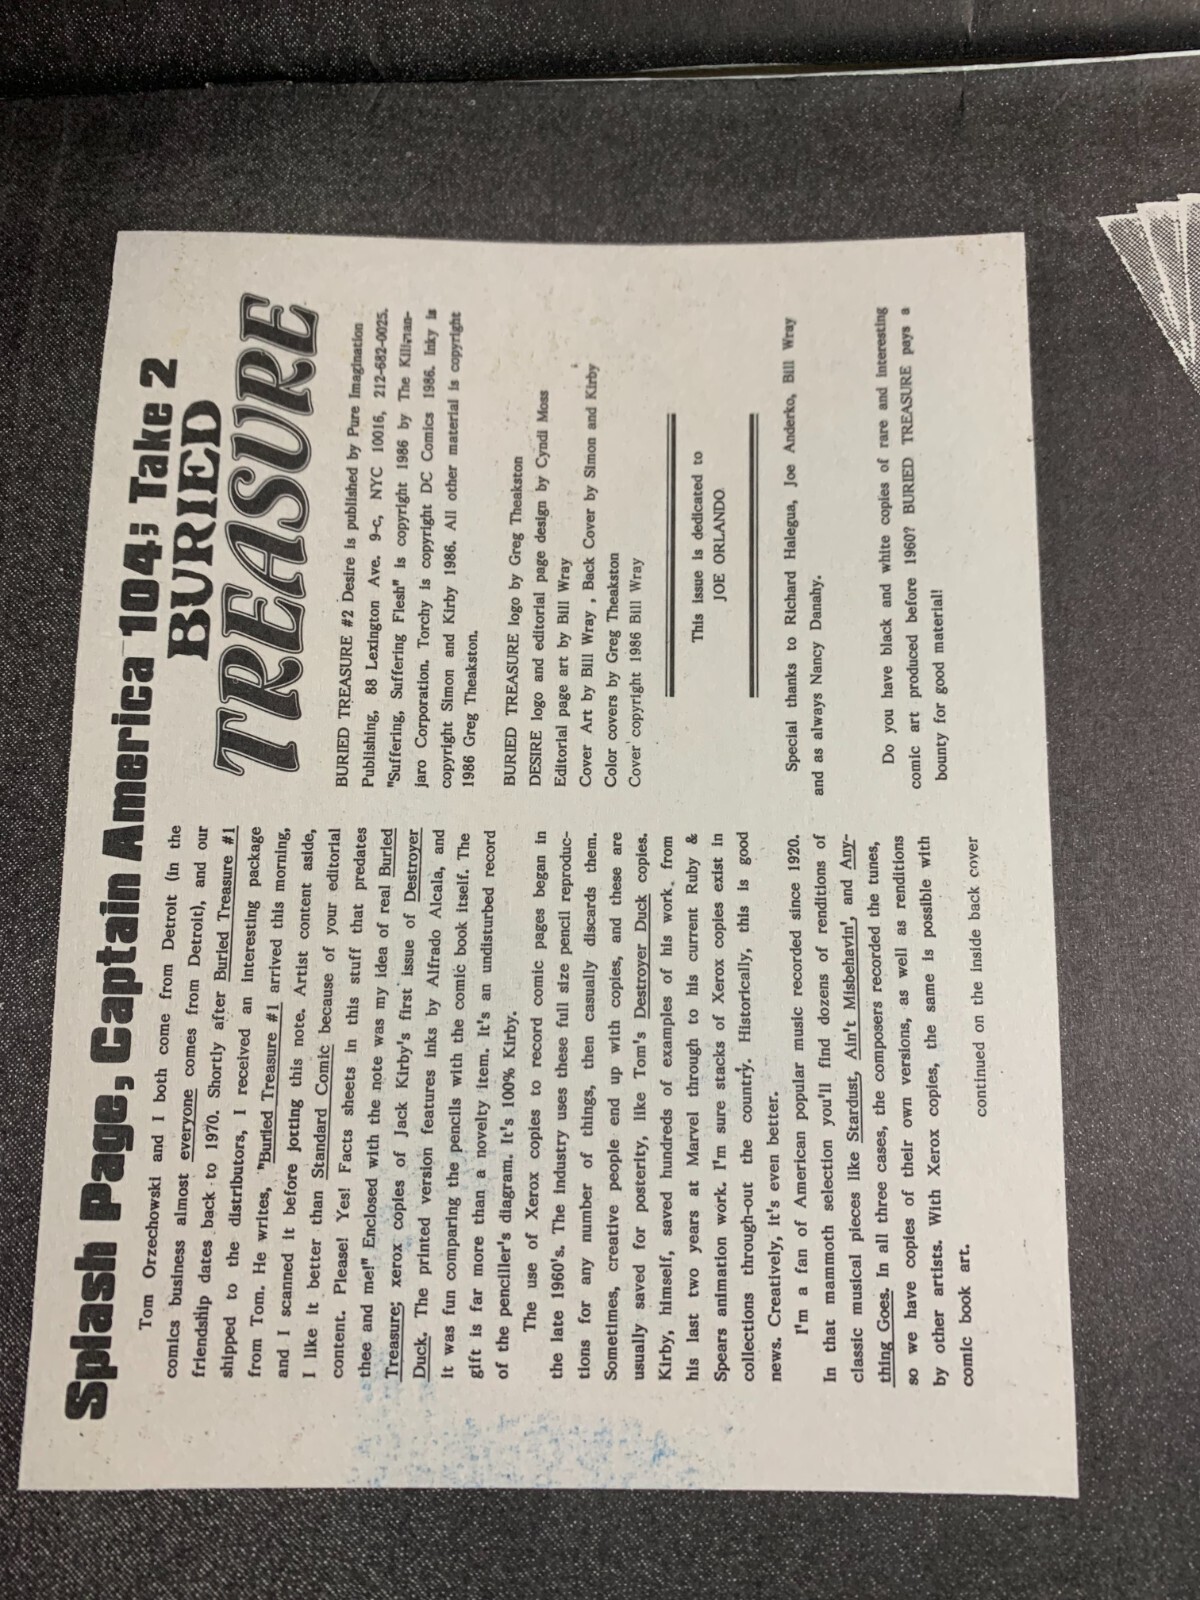 Splash Page, Captain America 104; Take 2
Tom Orzechowski and I both come from Detroit (in the
comics business almost everyone comes from Detroit), and our
friendship dates back to 1970. Shortly after Buried Treasure #1
shipped to the distributors, I received an interesting package
from Tom. He writes, "Buried Treasure #1 arrived this morning,
and I scanned it before jorting this note. Artist content aside,
I like it better than Standard Comic because of your editorial
content. Please! Yes! Facts sheets in this stuff that predates
thee and me!" Enclosed with the note was my idea of real Buried
Treasure; xerox copies of Jack Kirby's first issue of Destroyer
Duck. The printed version features inks by Alfrado Alcala, and
it was fun comparing the pencils with the comic book itself. The
gift is far more than a novelty item. It's an undisturbed record
of the penciller's diagram. It's 100% Kirby.
The use of Xerox copies to record comic pages began in
the late 1960's. The industry uses these full size pencil reproduc-
tions for any number of things, then casually discards them.
Sometimes, creative people end up with copies, and these are
usually saved for posterity, like Tom's Destroyer Duck copies.
Kirby, himself, saved hundreds of examples of his work from
his last two years at Marvel through to his current Ruby &
Spears animation work. I'm sure stacks of Xerox copies exist in
collections through-out the country. Historically, this is good
news. Creatively, it's even better.
I'm a fan of American popular music recorded since 1920.
In that mammoth selection you'll find dozens of renditions of
classic musical pieces like Stardust, Ain't Misbehavin', and Any-
thing Goes. In all three cases, the composers recorded the tunes,
so we have copies of their own versions, as well as renditions
by other artists. With Xerox copies, the same is possible with
comic book art.
continued on the inside back cover
BURIED
TREASURE
BURIED TREASURE #2 Desire is published by Pure Imagination
Publishing, 88 Lexington Ave. 9-c, NYC 10016, 212-682-0025.
"Suffering, Suffering Flesh" is copyright 1986 by The Kiliman-
jaro Corporation. Torchy is copyright DC Comics 1986. Inky is
copyright Simon and Kirby 1986. All other material is copyright
1986 Greg Theakston.
BURIED TREASURE logo by Greg Theakston
DESIRE logo and editorial page design by Cyndi Moss
Editorial page art by Bill Wray
Cover Art by Bill Wray , Back Cover by Simon and Kirby
Color covers by Greg Theakston
Cover copyright 1986 Bill Wray
This issue is dedicated to
JOE ORLANDO
Special thanks to Richard Halegua, Joe Anderko, Bill Wray
and as always Nancy Danahy.
Do you have black and white copies of rare and interesting
comic art produced before 1960? BURIED TREASURE pays a
bounty for good material!